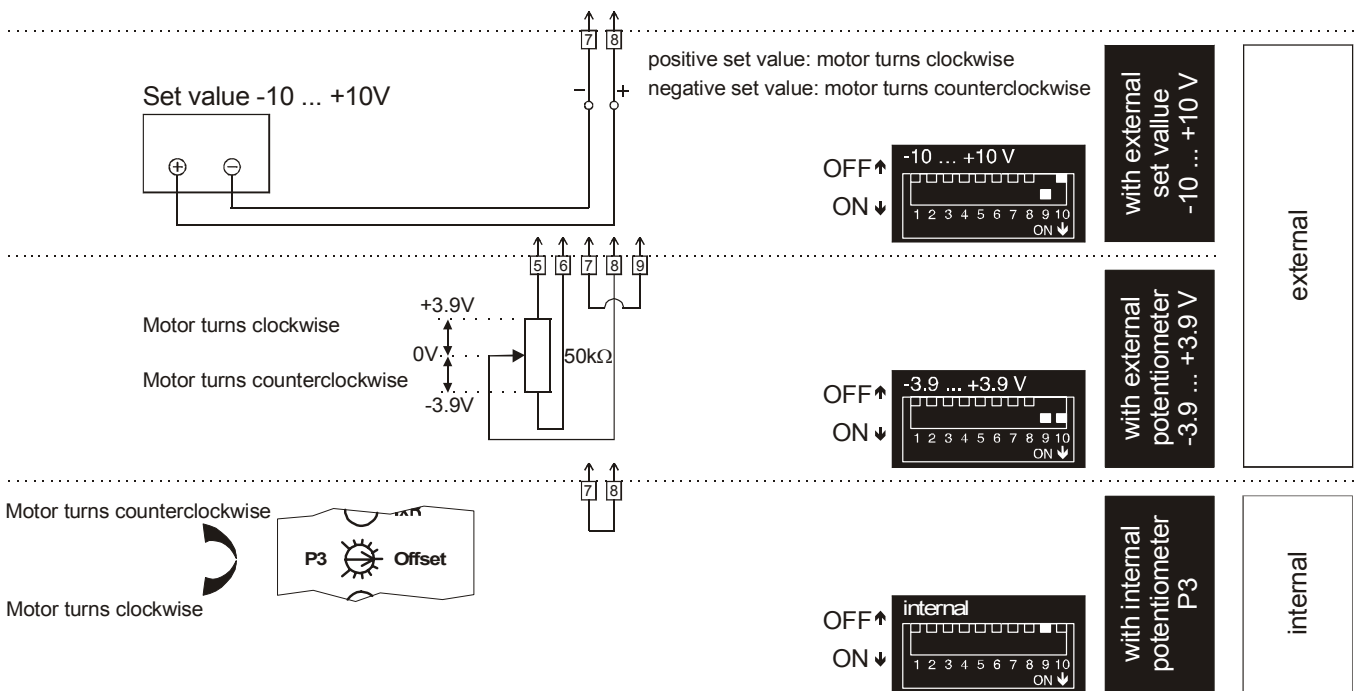 7 8
positive set value: motor turns clockwise
Set value -10 ... +10V
- +
negative set value: motor turns counterclockwise
+ −
OFF↑
ON↓
-10 ... +10 V
1 2 3 4 5 6 7 8 9 10
ON ↓
with external
set vallue
-10 ... +10 V
external
5 6 7 8 9
+3.9V
Motor turns clockwise
0V
50kΩ
Motor turns counterclockwise
-3.9V
OFF↑
ON↓
-3.9 ... +3.9 V
1 2 3 4 5 6 7 8 9 10
ON ↓
with external
potentiometer
-3.9 ... +3.9 V
7 8
Motor turns counterclockwise
P3 Offset
Motor turns clockwise
OFF↑
ON↓
internal
1 2 3 4 5 6 7 8 9 10
ON ↓
with internal
potentiometer
P3
internal